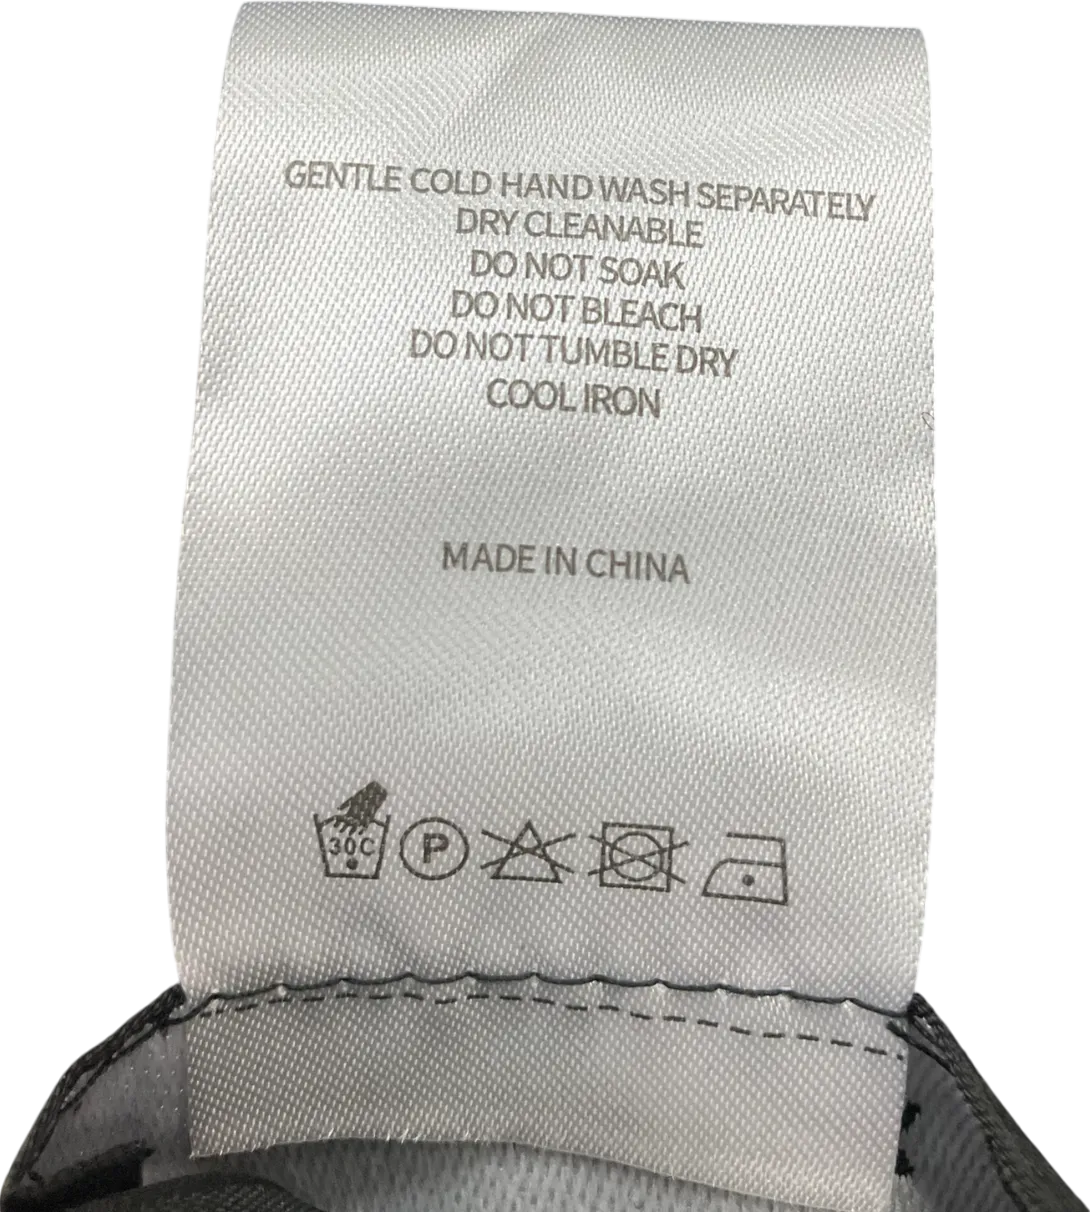 GENTLE COLD HAND WASH SEPARATELY
DRY CLEANABLE
DO NOT SOAK
DO NOT BLEACH
DO NOT TUMBLE DRY
COOL IRON
MADE IN CHINA
30C P